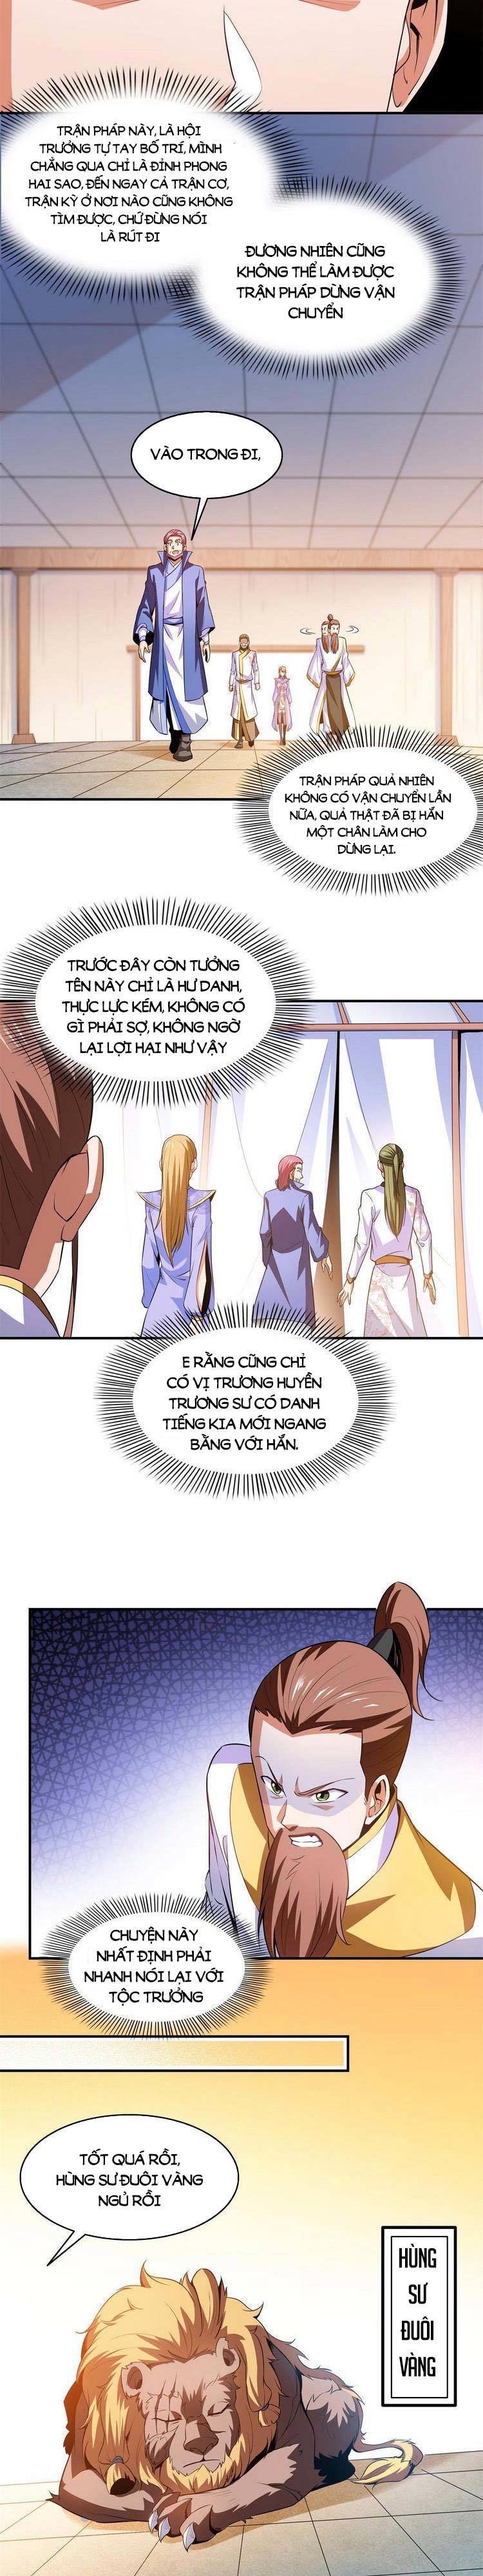 TRẬN PHÁP NÀY, LÀ HỘI
TRƯỞNG TỰ TAY BỐ TRÍ, MÌNH
CHẲNG QUA CHỈ LÀ ĐỈNH PHONG
HAI SAO, ĐẾN NGAY CẢ TRẬN CƠ,
TRẬN KỲ Ở NƠI NÀO CŨNG KHÔNG
TÌM ĐƯỢC, CHỨ ĐỪNG NÓI
LÀ RÚT ĐI
ĐƯƠNG NHIÊN CŨNG
KHÔNG THỂ LÀM ĐƯỢC
TRẬN PHÁP DỪNG VẬN
CHUYỂN
VÀO TRONG ĐI,
TRẬN PHÁP QUẢ NHIÊN
KHÔNG CÓ VẬN CHUYỂN LẦN
NỮA, QUẢ THẬT ĐÃ BỊ HẮN
MỘT CHÂN LÀM CHO
DỪNG LẠI.
TRƯỚC ĐÂY CÒN TƯỞNG
TÊN NÀY CHỈ LÀ HƯ DANH,
THỰC LỰC KÉM, KHÔNG CÓ
GÌ PHẢI SỢ, KHÔNG NGỜ
LẠI LỢI HẠI NHƯ VẬY
E RẰNG CŨNG CHỈ
CÓ VỊ TRƯƠNG HUYỀN
TRƯƠNG SƯ CÓ DANH
TIẾNG KIA MỚI NGANG
BẰNG VỚI HẮN.
CHUYỆN NÀY
NHẤT ĐỊNH PHẢI
NHANH NÓI LẠI VỚI
TỘC TRƯỞNG
TỐT QUÁ RỒI,
HÙNG SƯ ĐUÔI VÀNG
NGỦ RỒI
HÙNG
SƯ
ĐUÔI
VÀNG